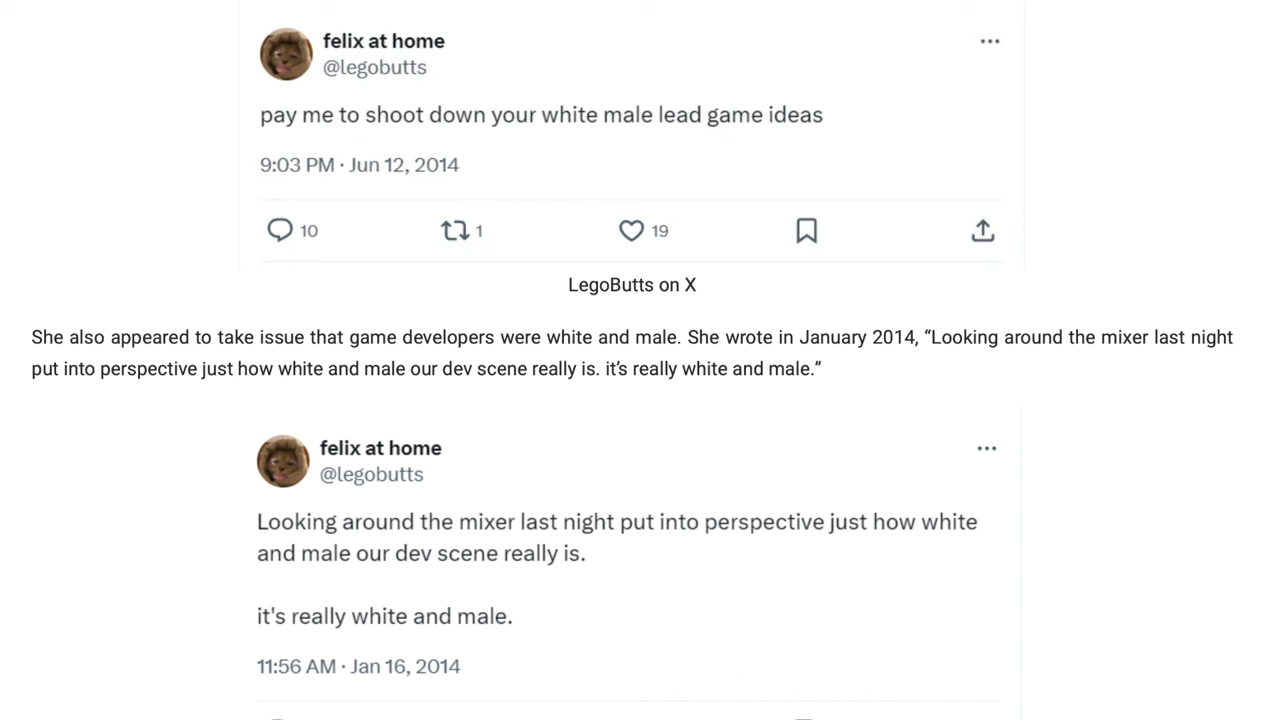 felix at home
@legobutts
pay me to shoot down your white male lead game ideas
9:03 PM · Jun 12, 2014
10 1 19
LegoButts on X
She also appeared to take issue that game developers were white and male. She wrote in January 2014, “Looking around the mixer last night
put into perspective just how white and male our dev scene really is. it’s really white and male.”
felix at home
@legobutts
Looking around the mixer last night put into perspective just how white
and male our dev scene really is.
it's really white and male.
11:56 AM · Jan 16, 2014